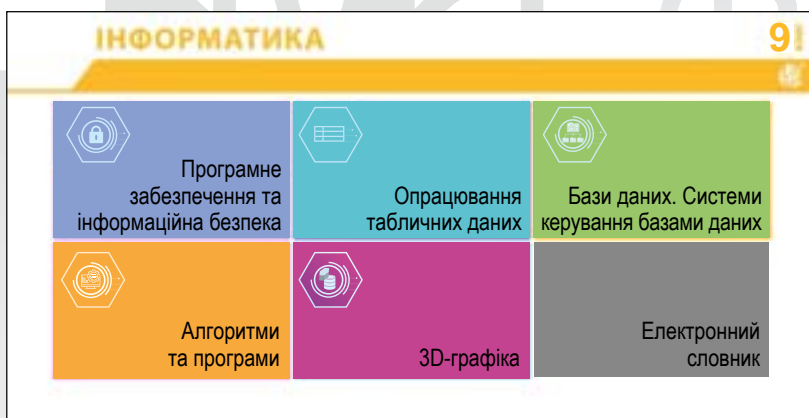 ІНФОРМАТИКА
9
Програмне
забезпечення та
інформаційна безпека
Опрацювання
табличних даних
Бази даних. Системи
керування базами даних
Алгоритми
та програми
3D-графіка
Електронний
словник